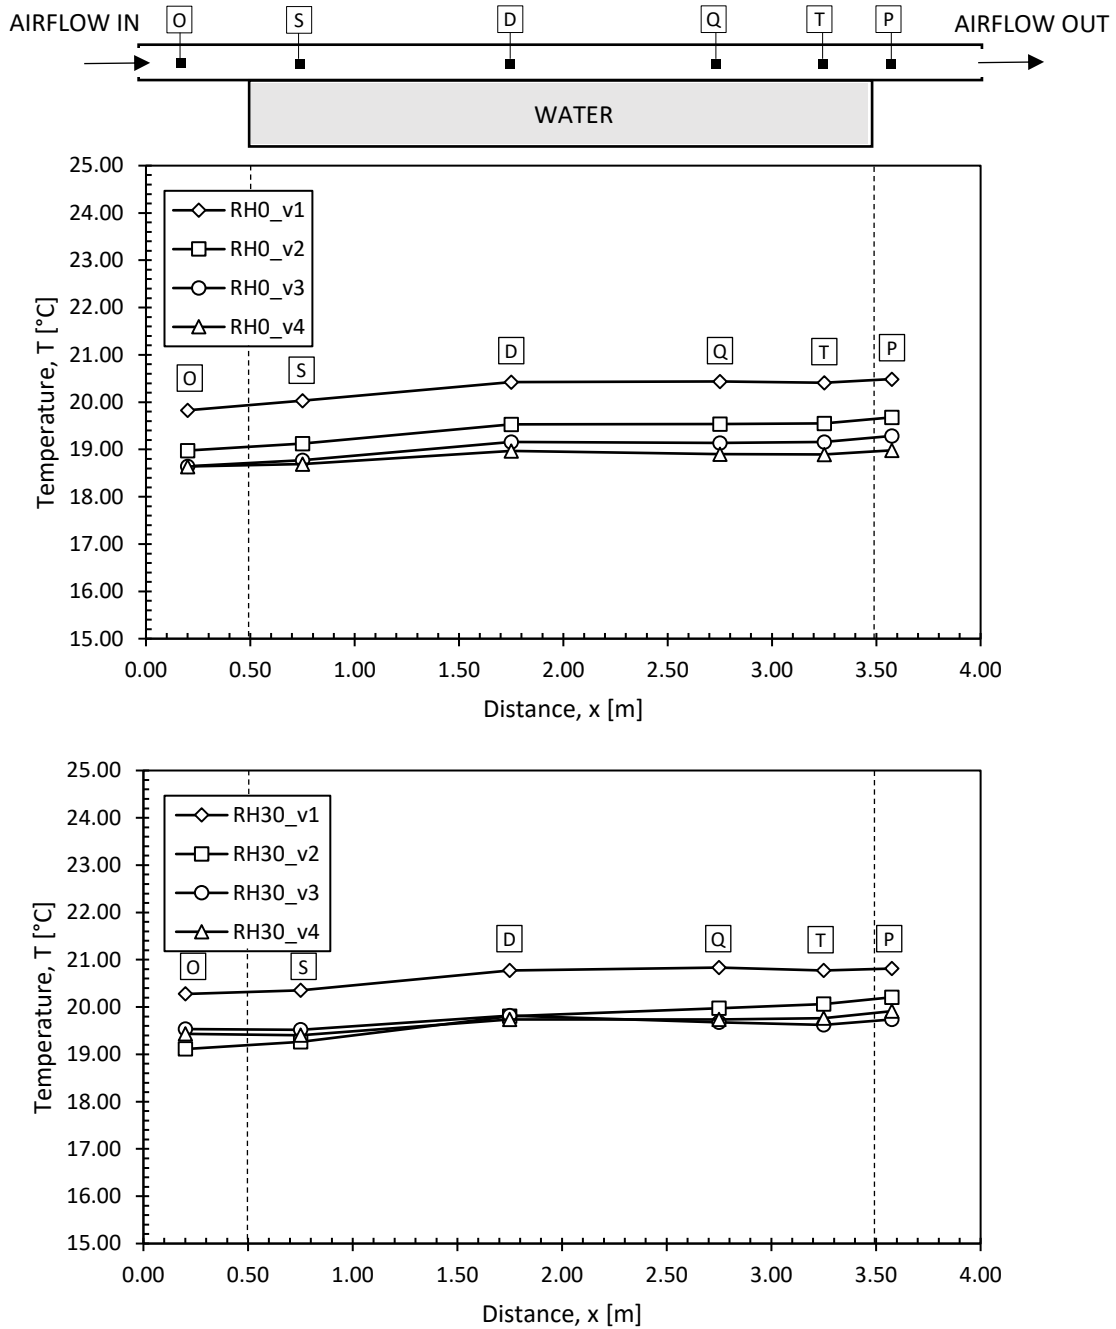 AIRFLOW IN
O
S
D
Q
T
P
AIRFLOW OUT
WATER
25.00
24.00
23.00
22.00
21.00
20.00
19.00
18.00
17.00
16.00
15.00
Temperature, T [°C]
RH0_v1
RH0_v2
RH0_v3
RH0_v4
O
S
D
Q
T
P
0.00 0.50 1.00 1.50 2.00 2.50 3.00 3.50 4.00
Distance, x [m]
25.00
24.00
23.00
22.00
21.00
20.00
19.00
18.00
17.00
16.00
15.00
Temperature, T [°C]
RH30_v1
RH30_v2
RH30_v3
RH30_v4
O
S
D
Q
T
P
0.00 0.50 1.00 1.50 2.00 2.50 3.00 3.50 4.00
Distance, x [m]